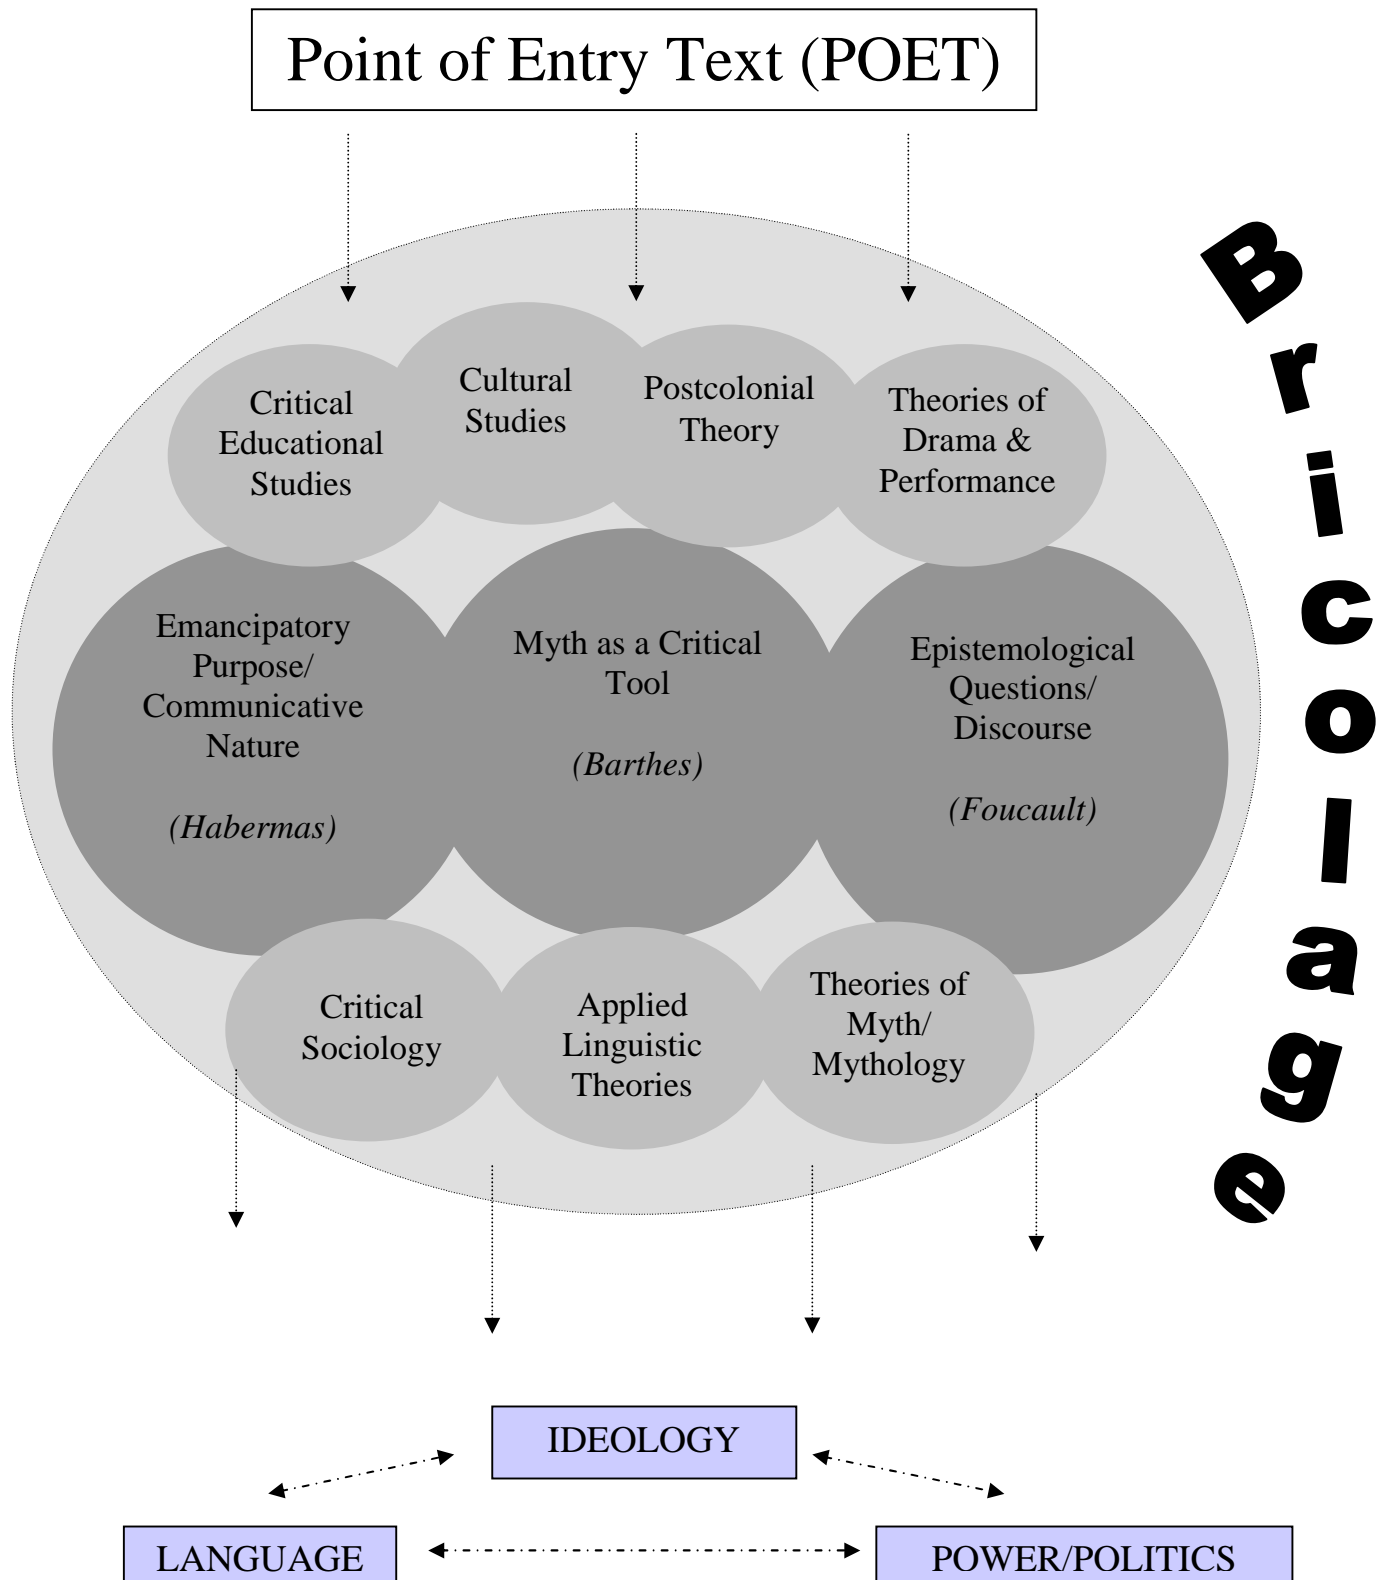 Point of Entry Text (POET)
Critical
Educational
Studies
Cultural
Studies
Postcolonial
Theory
Theories of
Drama &
Performance
Emancipatory
Purpose/
Communicative
Nature
(Habermas)
Myth as a Critical
Tool
(Barthes)
Epistemological
Questions/
Discourse
(Foucault)
Critical
Sociology
Applied
Linguistic
Theories
Theories of
Myth/
Mythology
Bricolage
IDEOLOGY
LANGUAGE
POWER/POLITICS